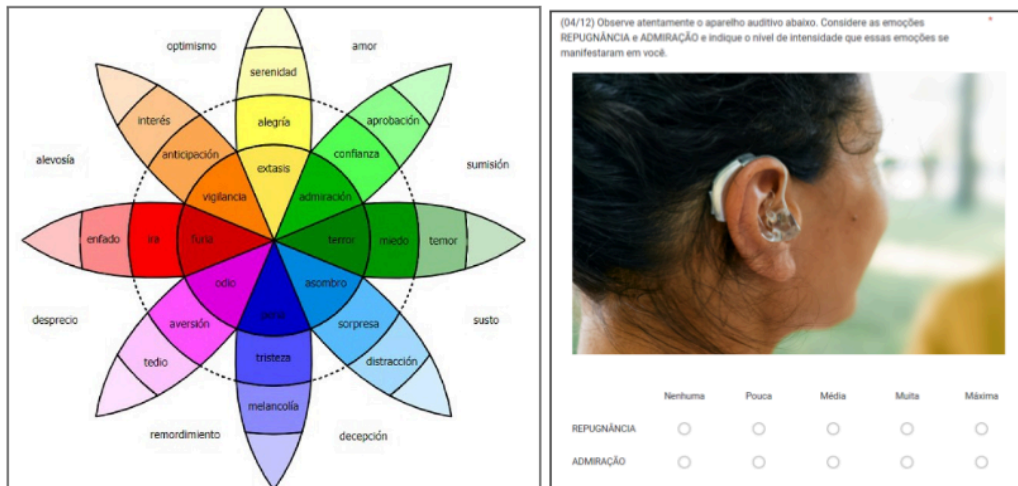 optimismo
amor
serenidad
interés
aprobación
alegría
anticipación
confianza
alevosía
sumisión
extasis
vigilancia
admiración
enfado
ira
furia
terror
miedo
temor
odio
asombro
pena
desprecio
aversión
sorpresa
susto
tedio
tristeza
distracción
melancolía
remordimiento
decepción
(04/12) Observe atentamente o aparelho auditivo abaixo. Considere as emoções *
REPUGNÂNCIA e ADMIRAÇÃO e indique o nível de intensidade que essas emoções se
manifestaram em você.
Nenhuma Pouca Média Muita Máxima
REPUGNÂNCIA
ADMIRAÇÃO